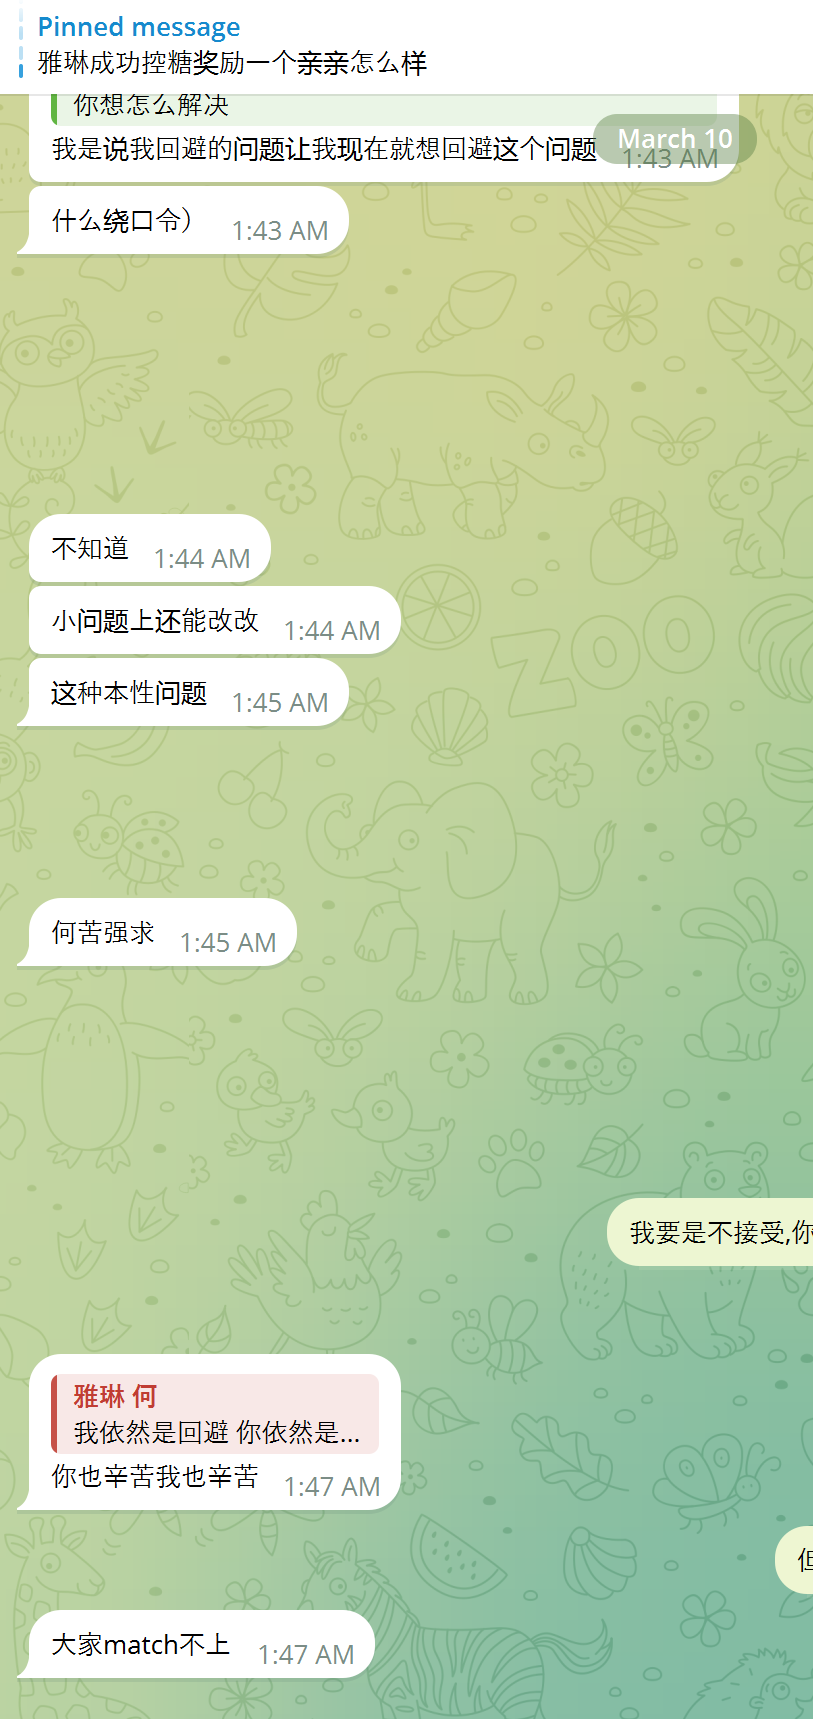 Pinned message
雅琳成功控糖奖励一个亲亲怎么样
你想怎么解决
March 10
我是说我回避的问题让我现在就想回避这个问题
1:43 AM
什么绕口令）
1:43 AM
ZOO
不知道
1:44 AM
小问题上还能改改
1:44 AM
这种本性问题
1:45 AM
何苦强求
1:45 AM
我要是不接受,你
雅琳 何
我依然是回避 你依然是...
你也辛苦我也辛苦
1:47 AM
但
大家match不上
1:47 AM